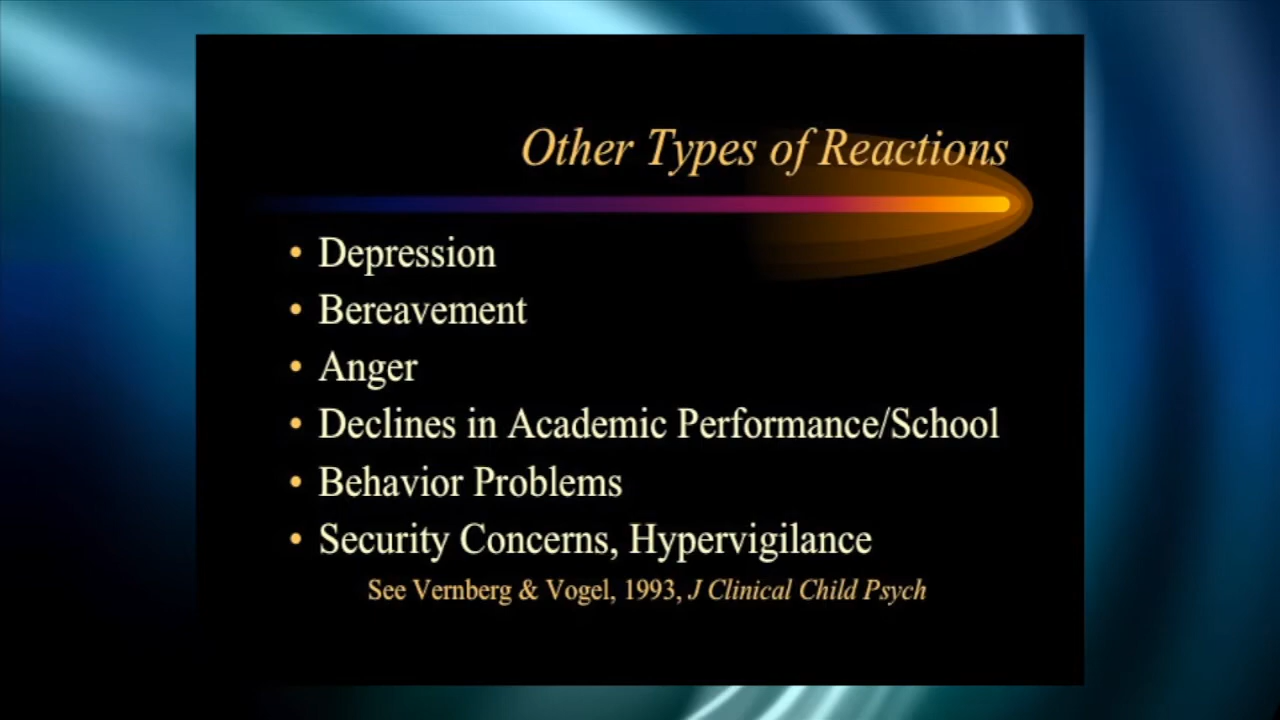 Other Types of Reactions
• Depression
• Bereavement
• Anger
• Declines in Academic Performance/School
• Behavior Problems
• Security Concerns, Hypervigilance
See Vernberg & Vogel, 1993, J Clinical Child Psych